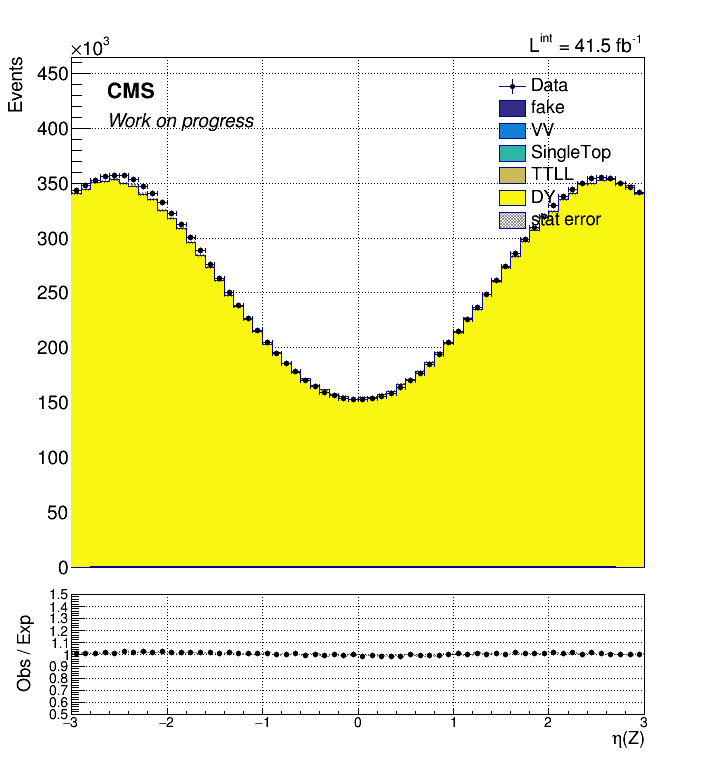 ×10³
L^int = 41.5 fb⁻¹
Events
450
400
350
300
250
200
150
100
50
0
CMS
Work on progress
Data
fake
VV
SingleTop
TTLL
DY
stat error
Obs / Exp
1.5
1.4
1.3
1.2
1.1
1
0.9
0.8
0.7
0.6
0.5
−3 −2 −1 0 1 2 3
η(Z)